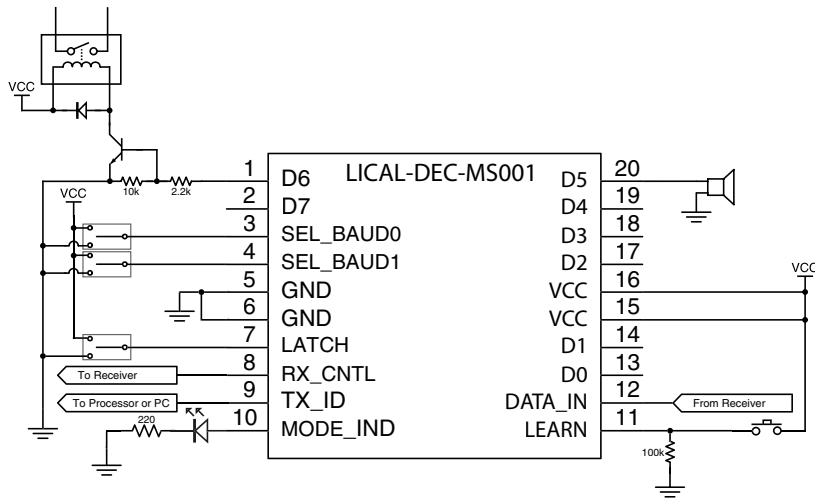 VCC
10k
2.2k
VCC
LICAL-DEC-MS001
1 D6
2 D7
3 SEL_BAUD0
4 SEL_BAUD1
5 GND
6 GND
7 LATCH
8 RX_CNTL
9 TX_ID
10 MODE_IND
20 D5
19 D4
18 D3
17 D2
16 VCC
15 VCC
14 D1
13 D0
12 DATA_IN
11 LEARN
VCC
To Receiver
To Processor or PC
220
From Receiver
100k